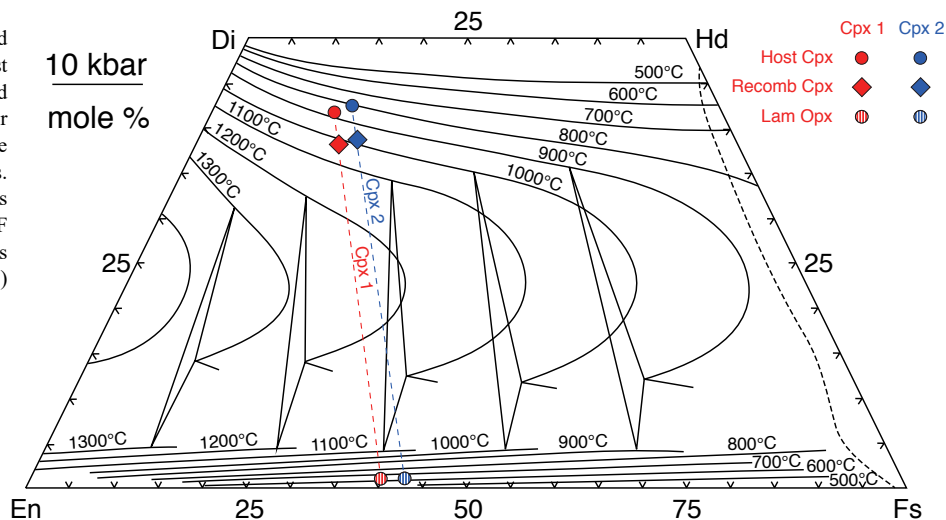 d
st
d
r
e
s.
s
F
s
)
25
Di
Hd
10 kbar
mole %
Cpx 1 Cpx 2
Host Cpx
Recomb Cpx
Lam Opx
500°C
600°C
700°C
800°C
900°C
1000°C
1100°C
1200°C
1300°C
Cpx 2
Cpx 1
25
25
1300°C
1200°C
1100°C
1000°C
900°C
800°C
700°C
600°C
500°C
En
25
50
75
Fs